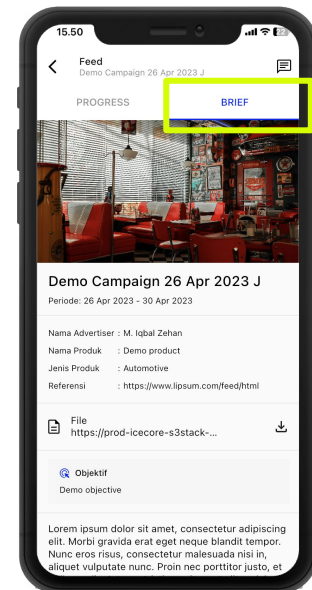 15.50
Feed
Demo Campaign 26 Apr 2023 J
PROGRESS
BRIEF
Demo Campaign 26 Apr 2023 J
Periode: 26 Apr 2023 - 30 Apr 2023
Nama Advertiser : M. Iqbal Zehan
Nama Produk : Demo product
Jenis Produk : Automotive
Referensi : https://www.lipsum.com/feed/html
File
https://prod-icecore-s3stack-...
Objektif
Demo objective
Lorem ipsum dolor sit amet, consectetur adipiscing
elit. Morbi gravida erat eget neque blandit tempor.
Nunc eros risus, consectetur malesuada nisi in,
aliquet vulputate nunc. Proin nec porttitor justo, et